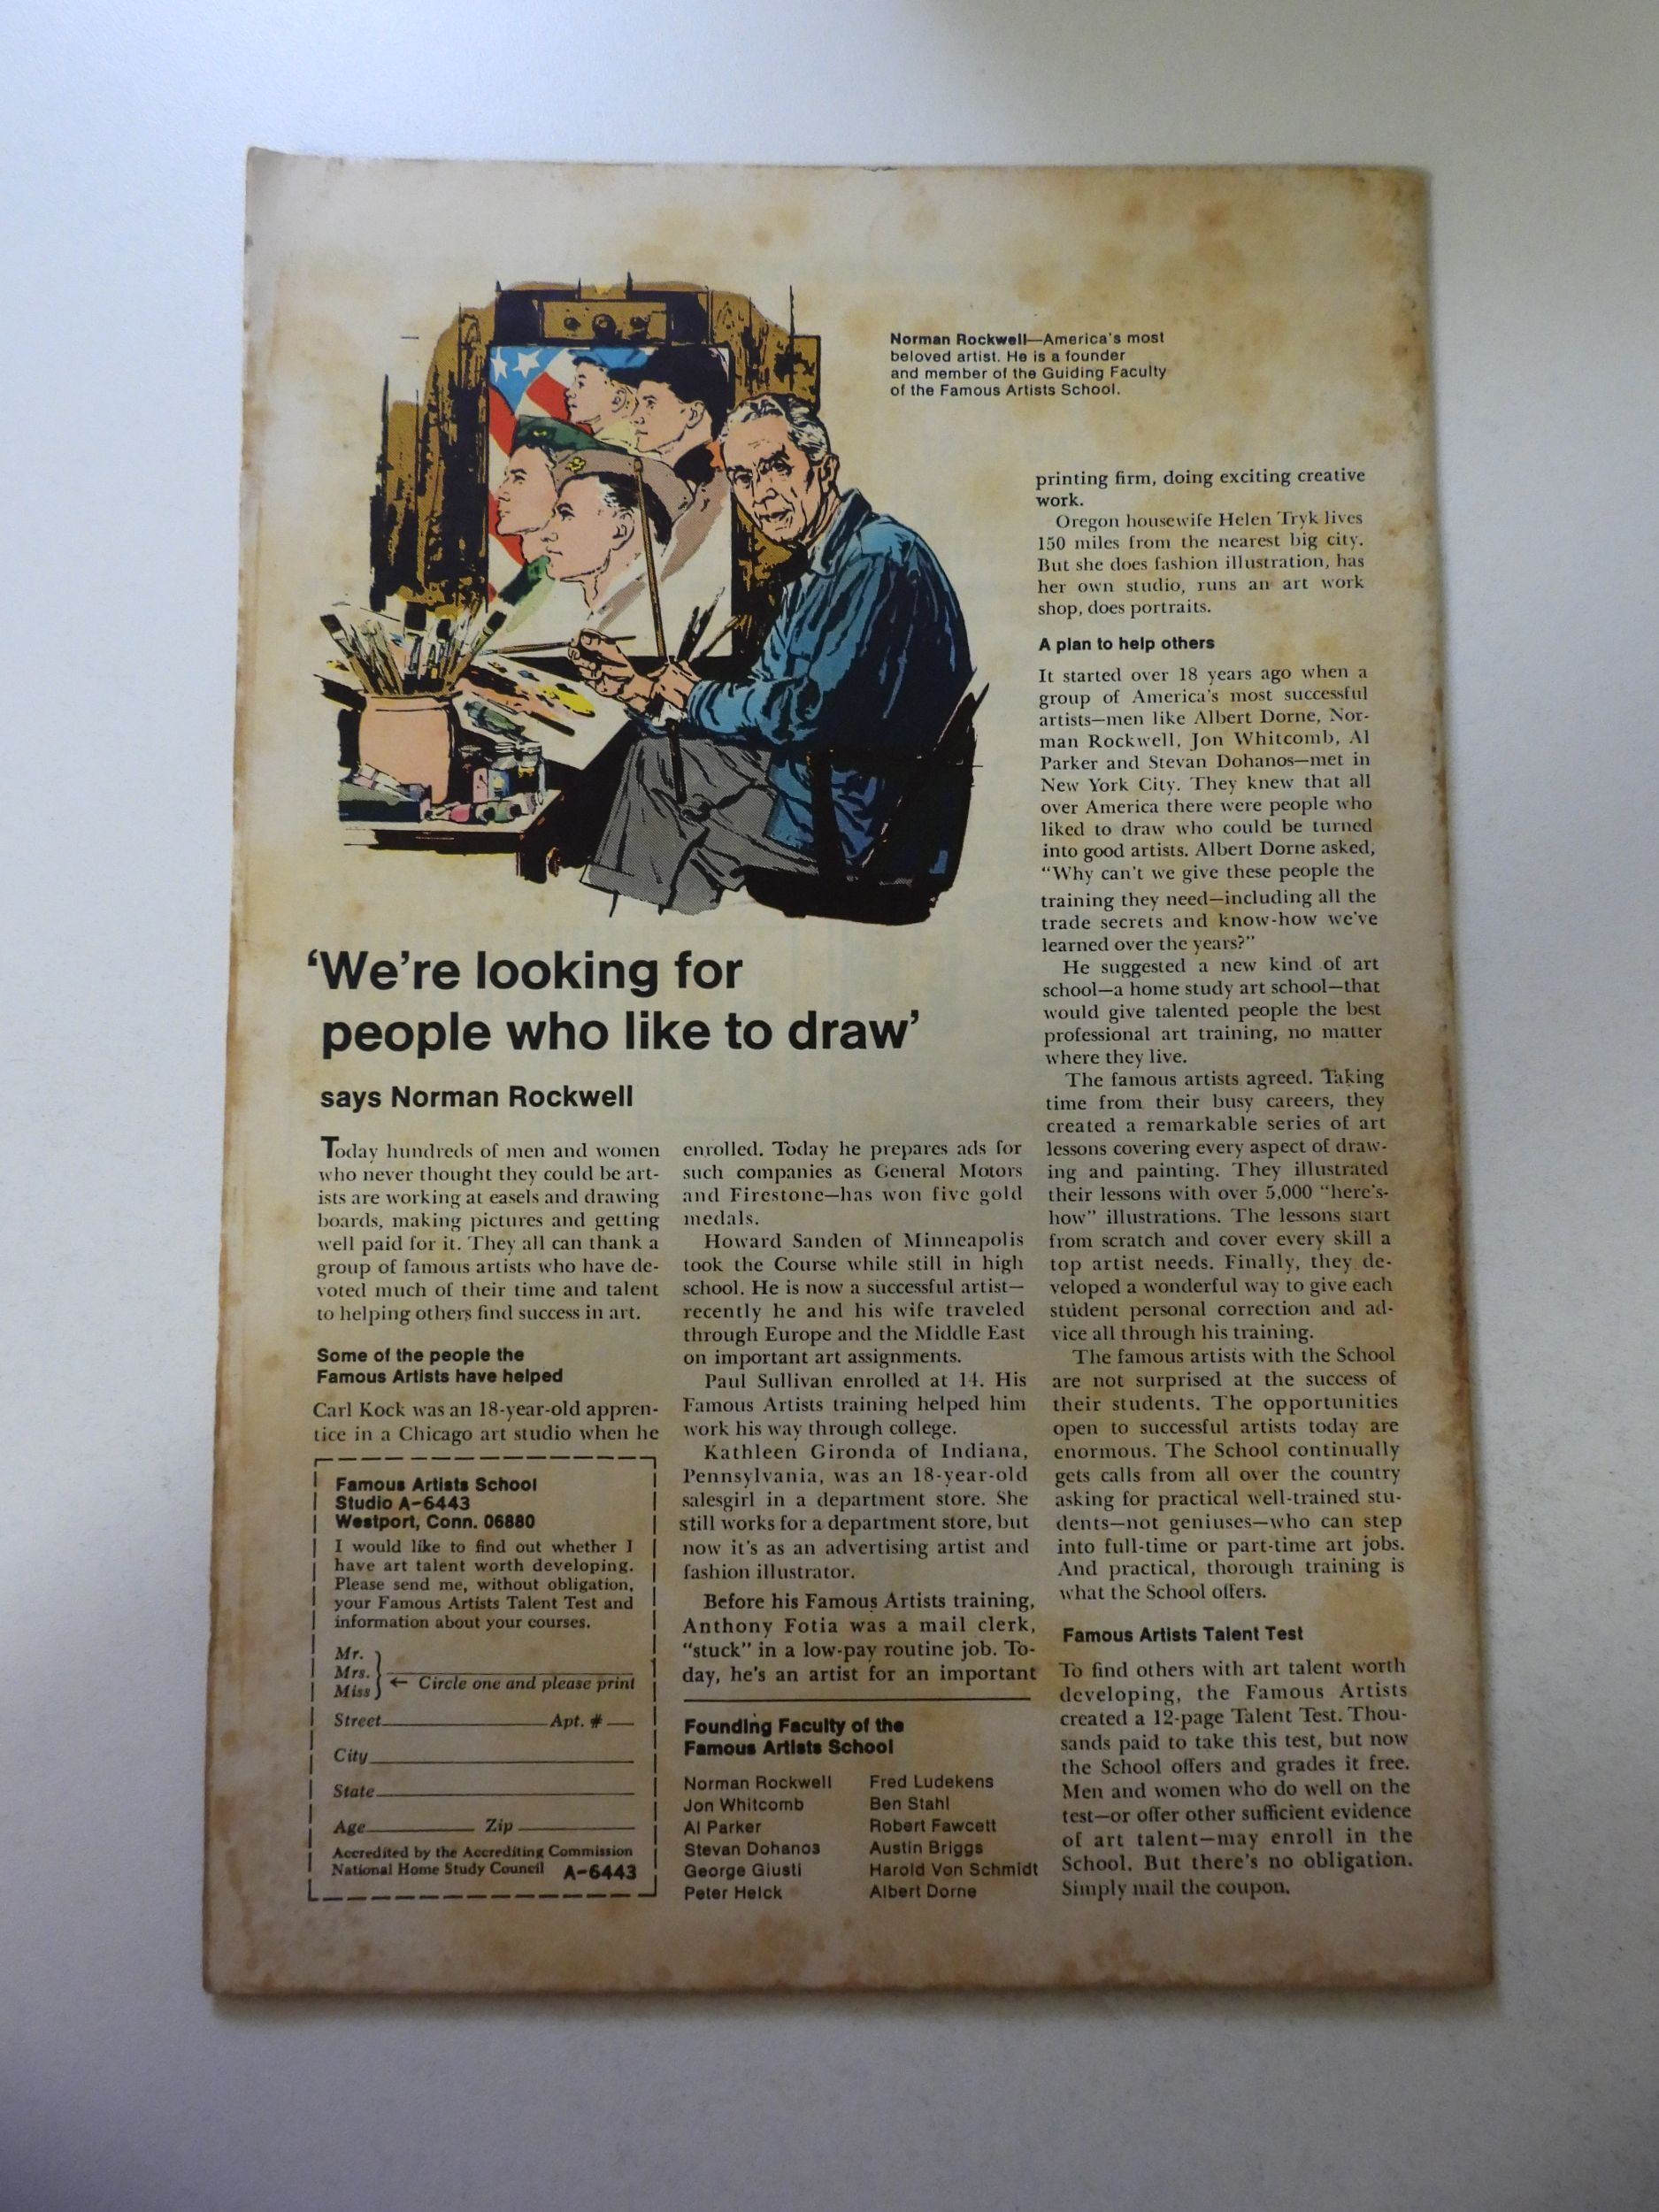 Norman Rockwell—America's most
beloved artist. He is a founder
and member of the Guiding Faculty
of the Famous Artists School.
'We're looking for
people who like to draw'
says Norman Rockwell
Today hundreds of men and women
who never thought they could be art-
ists are working at easels and drawing
boards, making pictures and getting
well paid for it. They all can thank a
group of famous artists who have de-
voted much of their time and talent
to helping others find success in art.
Some of the people the
Famous Artists have helped
Carl Kock was an 18-year-old appren-
tice in a Chicago art studio when he
enrolled. Today he prepares ads for
such companies as General Motors
and Firestone—has won five gold
medals.
Howard Sanden of Minneapolis
took the Course while still in high
school. He is now a successful artist—
recently he and his wife traveled
through Europe and the Middle East
on important art assignments.
Paul Sullivan enrolled at 14. His
Famous Artists training helped him
work his way through college.
Kathleen Gironda of Indiana,
Pennsylvania, was an 18-year-old
salesgirl in a department store. She
still works for a department store, but
now it's as an advertising artist and
fashion illustrator.
Before his Famous Artists training,
Anthony Fotia was a mail clerk,
"stuck" in a low-pay routine job. To-
day, he's an artist for an important
printing firm, doing exciting creative
work.
Oregon housewife Helen Tryk lives
150 miles from the nearest big city.
But she does fashion illustration, has
her own studio, runs an art work
shop, does portraits.
A plan to help others
It started over 18 years ago when a
group of America's most successful
artists—men like Albert Dorne, Nor-
man Rockwell, Jon Whitcomb, Al
Parker and Stevan Dohanos—met in
New York City. They knew that all
over America there were people who
liked to draw who could be turned
into good artists. Albert Dorne asked,
"Why can't we give these people the
training they need—including all the
trade secrets and know-how we've
learned over the years?"
He suggested a new kind of art
school—a home study art school—that
would give talented people the best
professional art training, no matter
where they live.
The famous artists agreed. Taking
time from their busy careers, they
created a remarkable series of art
lessons covering every aspect of draw-
ing and painting. They illustrated
their lessons with over 5,000 "here's-
how" illustrations. The lessons start
from scratch and cover every skill a
top artist needs. Finally, they de-
veloped a wonderful way to give each
student personal correction and ad-
vice all through his training.
The famous artists with the School
are not surprised at the success of
their students. The opportunities
open to successful artists today are
enormous. The School continually
gets calls from all over the country
asking for practical well-trained stu-
dents—not geniuses—who can step
into full-time or part-time art jobs.
And practical, thorough training is
what the School offers.
Famous Artists Talent Test
To find others with art talent worth
developing, the Famous Artists
created a 12-page Talent Test. Thou-
sands paid to take this test, but now
the School offers and grades it free.
Men and women who do well on the
test—or offer other sufficient evidence
of art talent—may enroll in the
School. But there's no obligation.
Simply mail the coupon.
Famous Artists School
Studio A-6443
Westport, Conn. 06880
I would like to find out whether I
have art talent worth developing.
Please send me, without obligation,
your Famous Artists Talent Test and
information about your courses.
Mr.
Mrs.
Miss
← Circle one and please print
Street Apt. #
City
State
Age Zip
Accredited by the Accrediting Commission
National Home Study Council A-6443
Founding Faculty of the
Famous Artists School
Norman Rockwell
Jon Whitcomb
Al Parker
Stevan Dohanos
George Giusti
Peter Helck
Fred Ludekens
Ben Stahl
Robert Fawcett
Austin Briggs
Harold Von Schmidt
Albert Dorne